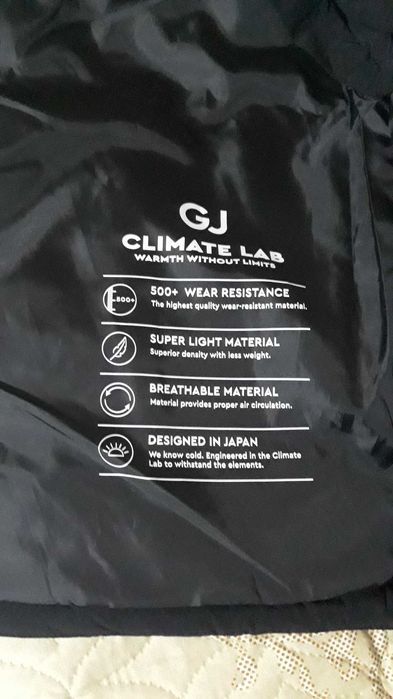 GJ
CLIMATE LAB
WARMTH WITHOUT LIMITS
500+
500+ WEAR RESISTANCE
The highest quality wear-resistant material.
SUPER LIGHT MATERIAL
Superior density with less weight.
BREATHABLE MATERIAL
Material provides proper air circulation.
DESIGNED IN JAPAN
We know cold. Engineered in the Climate
Lab to withstand the elements.